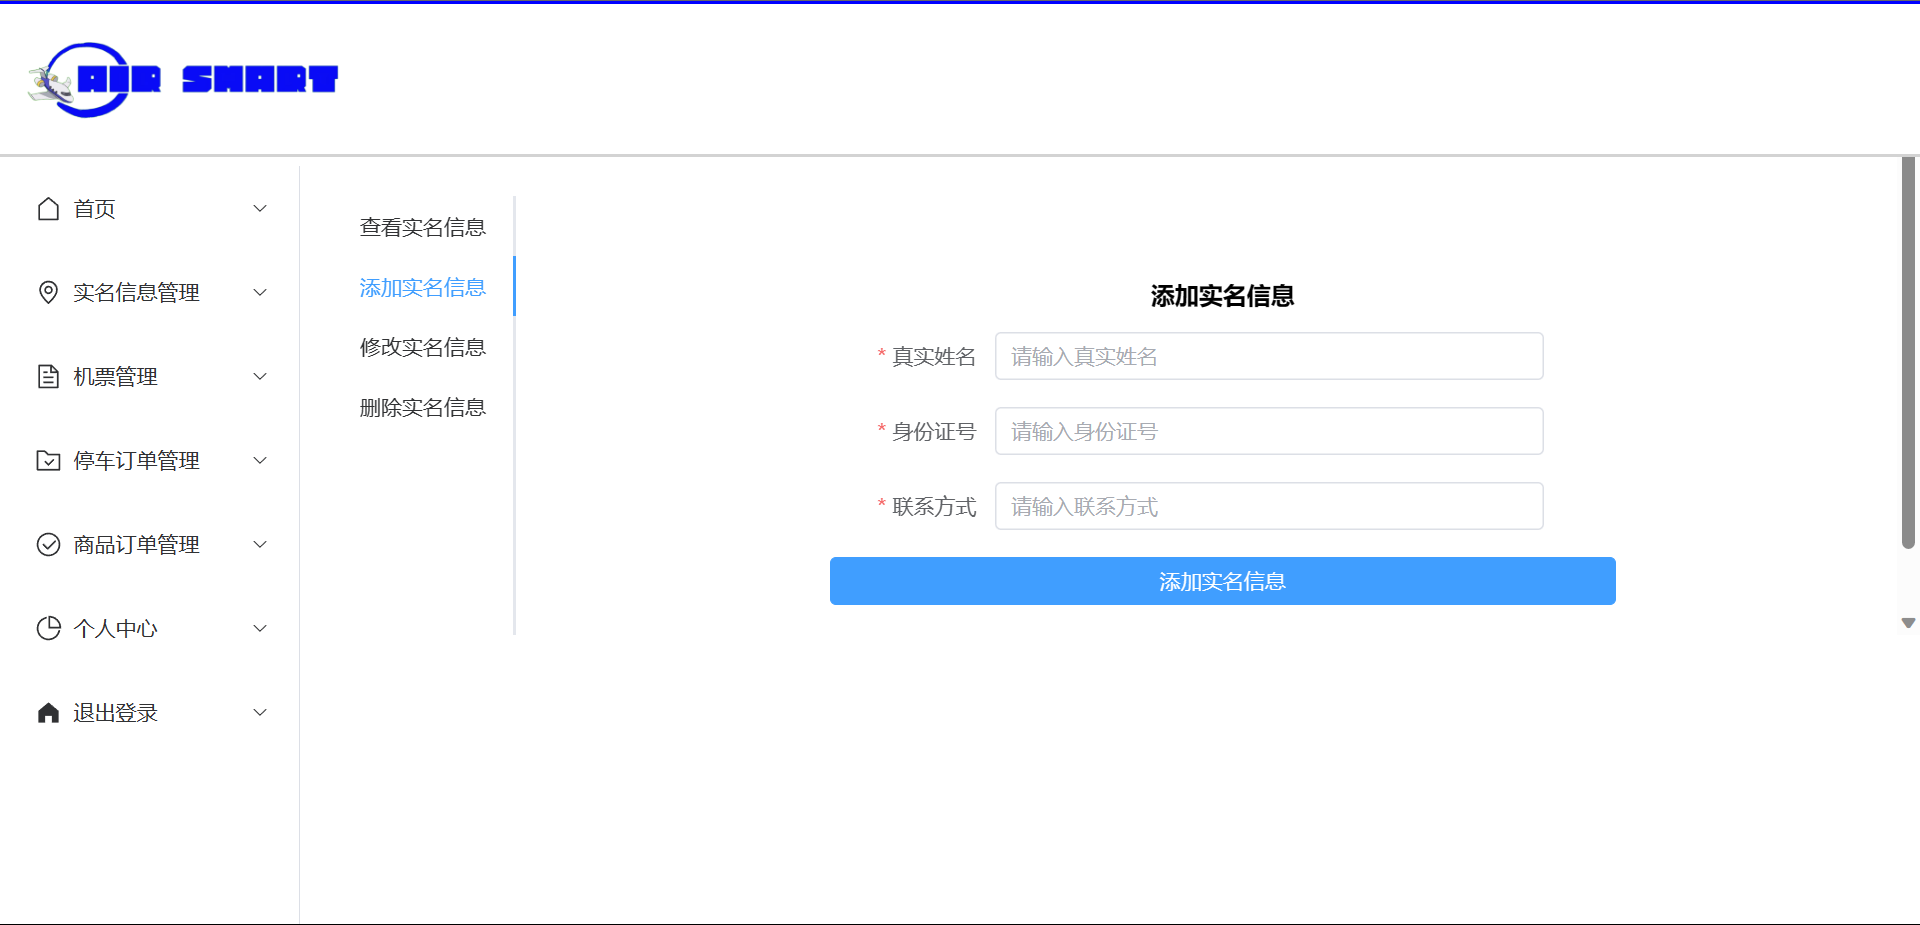 AIR SMART
首页
实名信息管理
机票管理
停车订单管理
商品订单管理
个人中心
退出登录
查看实名信息
添加实名信息
修改实名信息
删除实名信息
添加实名信息
* 真实姓名 请输入真实姓名
* 身份证号 请输入身份证号
* 联系方式 请输入联系方式
添加实名信息